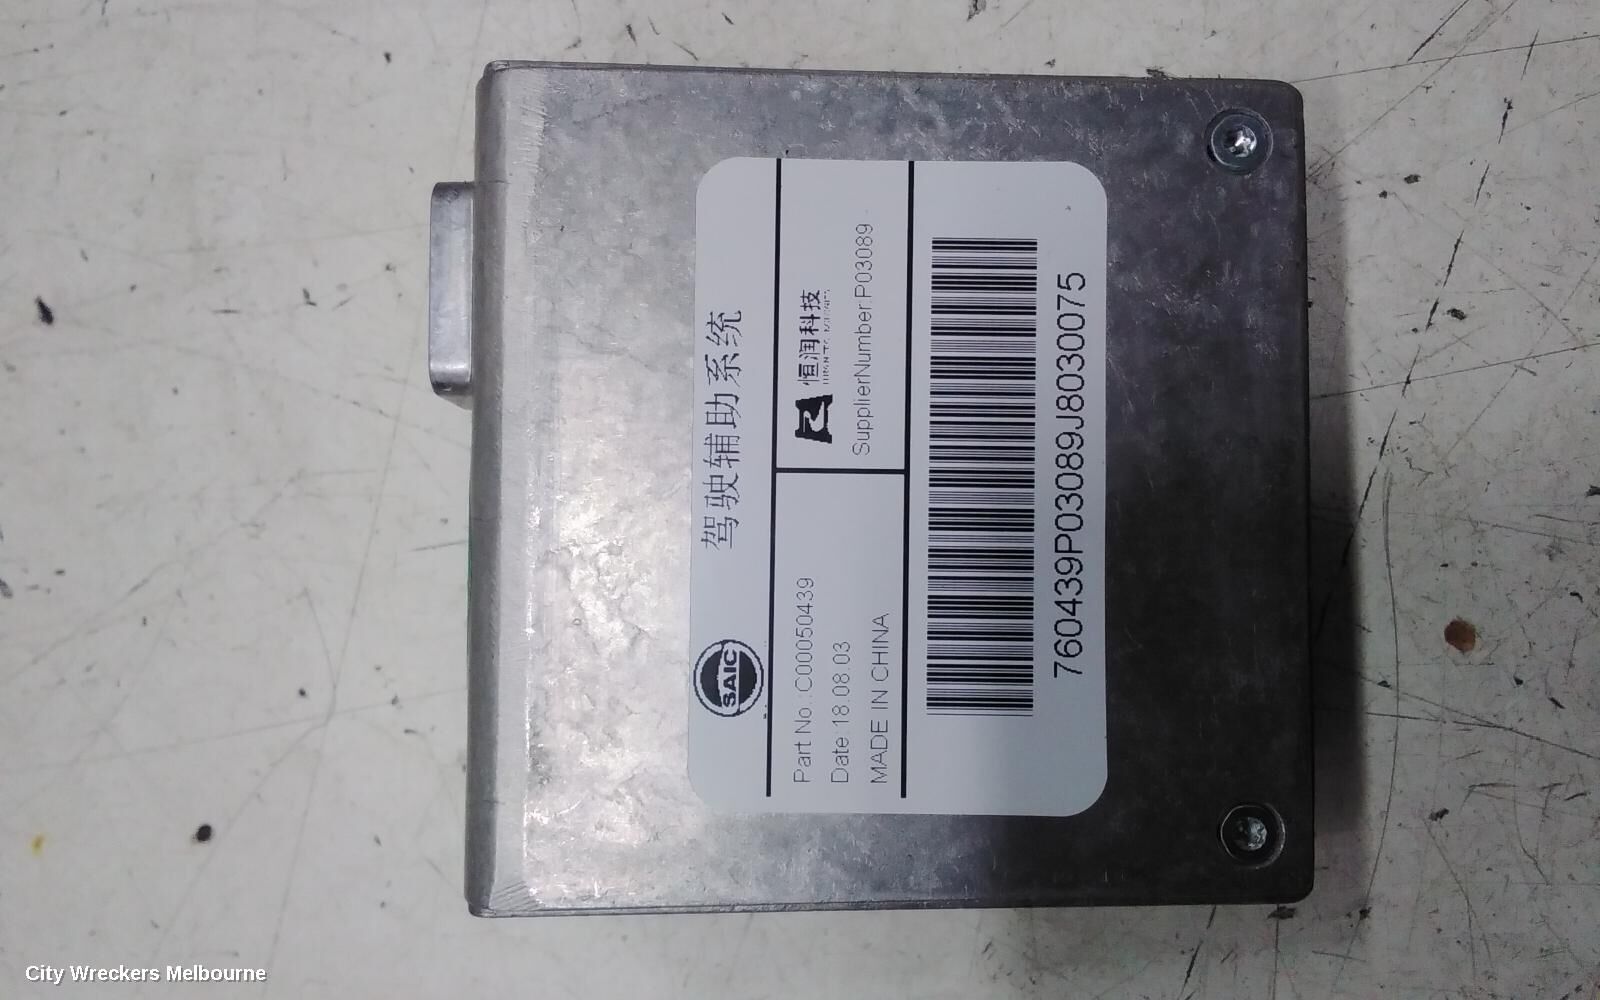 SAIC
驾驶辅助系统
Part No.:C00050439
Date:18.08.03
MADE IN CHINA
恒润科技
SupplierNumber:P03089
760439P03089J8030075
City Wreckers Melbourne